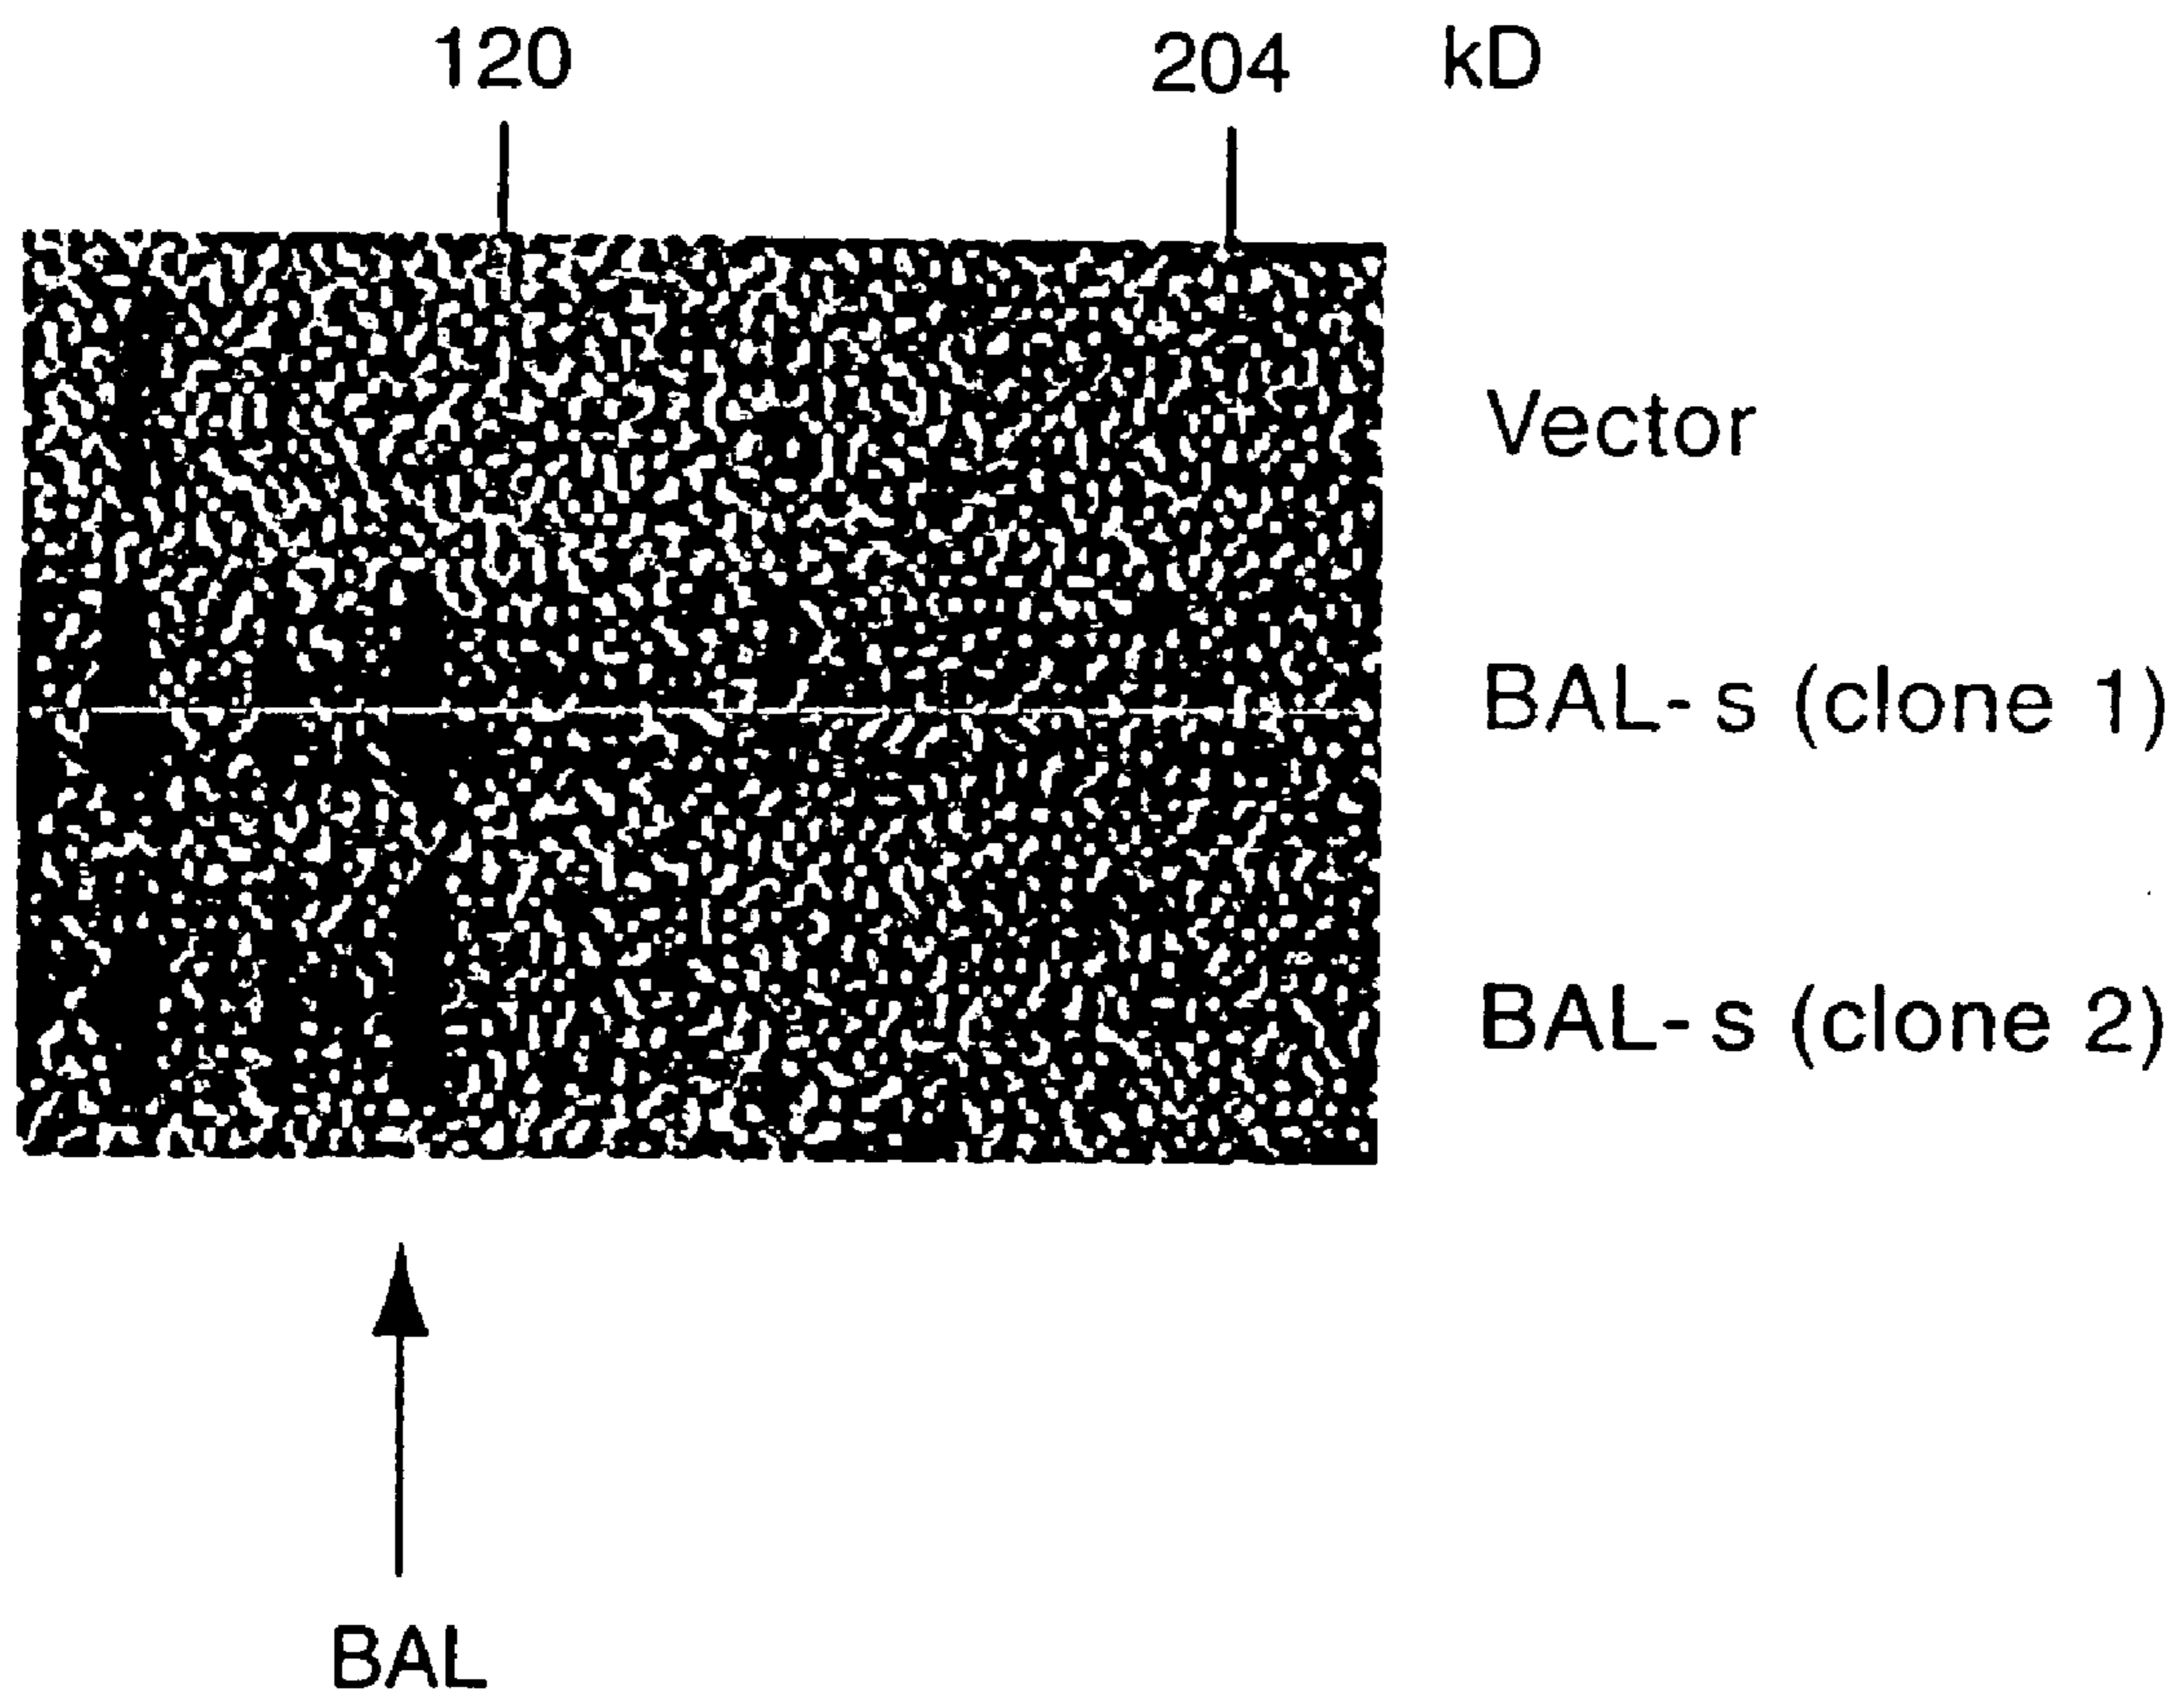 120 204 kD
Vector
BAL- s (clone 1)
BAL- s (clone 2)
BAL